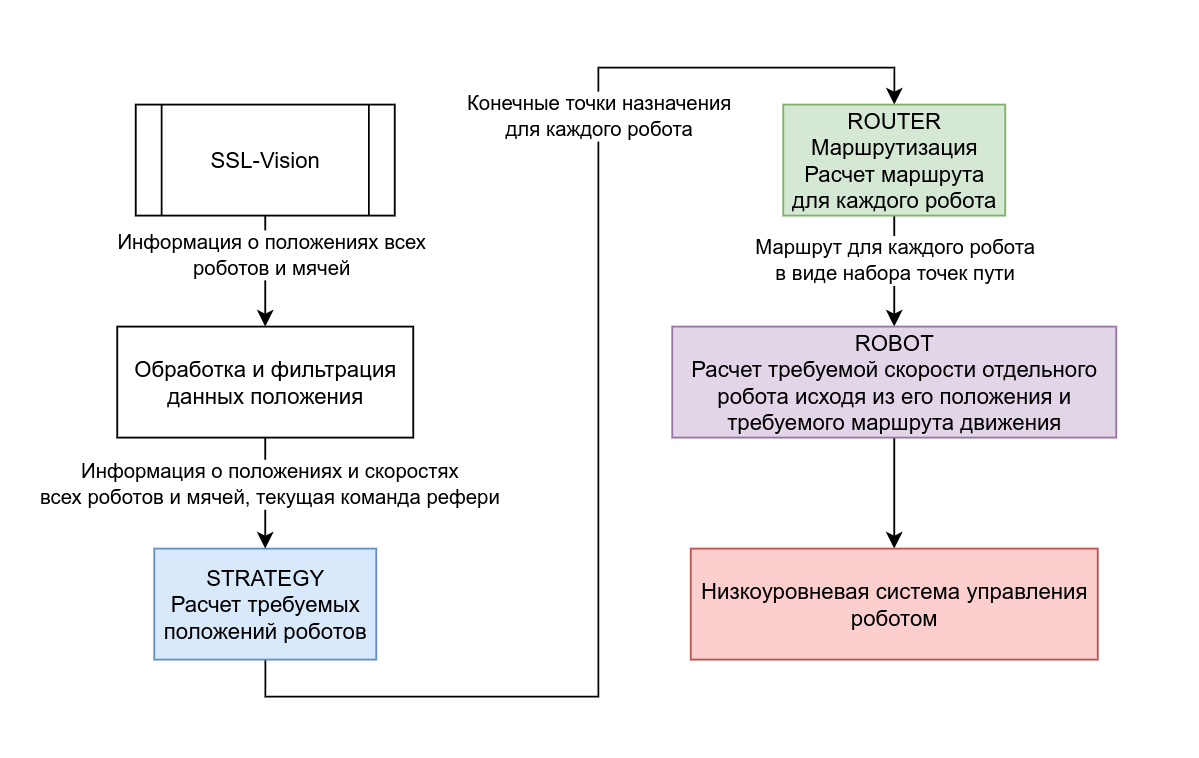 SSL-Vision
Информация о положениях всех
роботов и мячей
Обработка и фильтрация
данных положения
Информация о положениях и скоростях
всех роботов и мячей, текущая команда рефери
STRATEGY
Расчет требуемых
положений роботов
Конечные точки назначения
для каждого робота
ROUTER
Маршрутизация
Расчет маршрута
для каждого робота
Маршрут для каждого робота
в виде набора точек пути
ROBOT
Расчет требуемой скорости отдельного
робота исходя из его положения и
требуемого маршрута движения
Низкоуровневая система управления
роботом